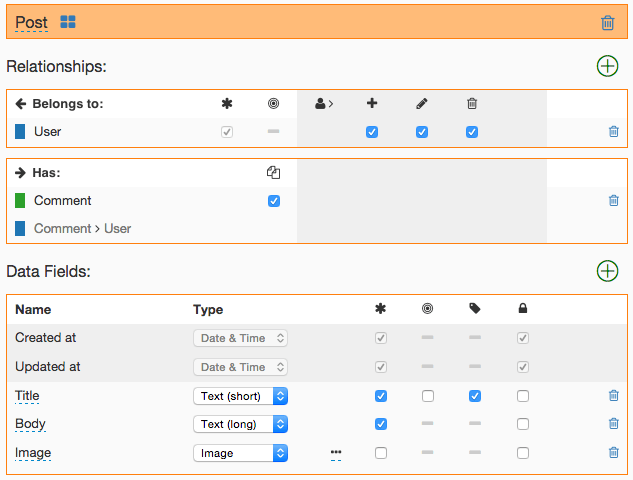 Post
Relationships:
Belongs to:
User
Has:
Comment
Comment > User
Data Fields:
Name Type
Created at Date & Time
Updated at Date & Time
Title Text (short)
Body Text (long)
Image Image